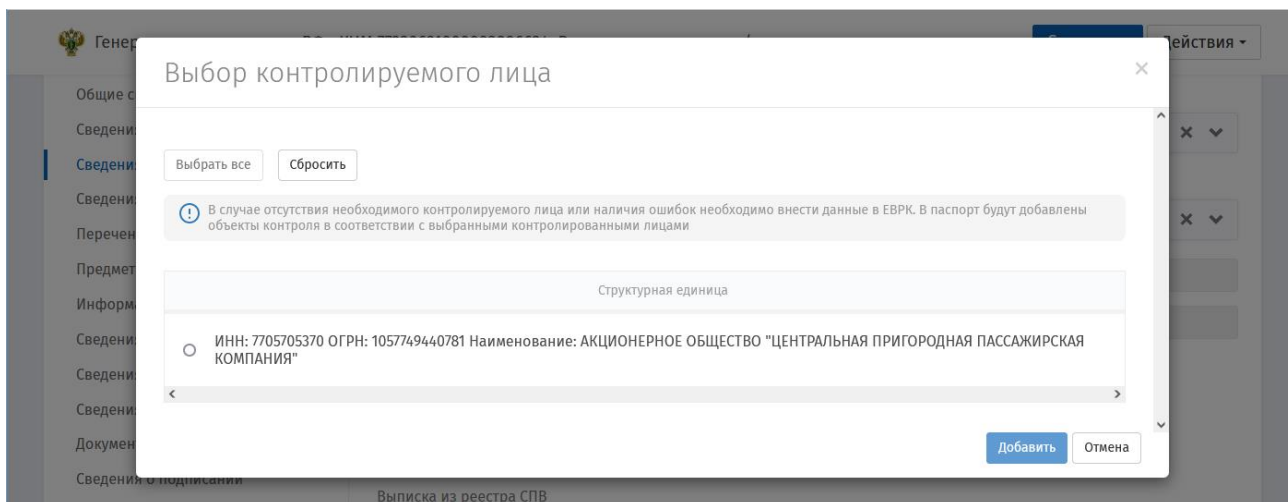 Генер
Действия
Выбор контролируемого лица
Общие с
Сведени
Выбрать все Сбросить
Сведени
В случае отсутствия необходимого контролируемого лица или наличия ошибок необходимо внести данные в ЕВРК. В паспорт будут добавлены
объекты контроля в соответствии с выбранными контролированными лицами
Сведени
Перечен
Предмет
Структурная единица
Информ
Сведени
ИНН: 7705705370 ОГРН: 1057749440781 Наименование: АКЦИОНЕРНОЕ ОБЩЕСТВО "ЦЕНТРАЛЬНАЯ ПРИГОРОДНАЯ ПАССАЖИРСКАЯ
КОМПАНИЯ"
Сведени
Сведени
Докумен
Добавить Отмена
Сведения о подписании
Выписка из реестра СПВ